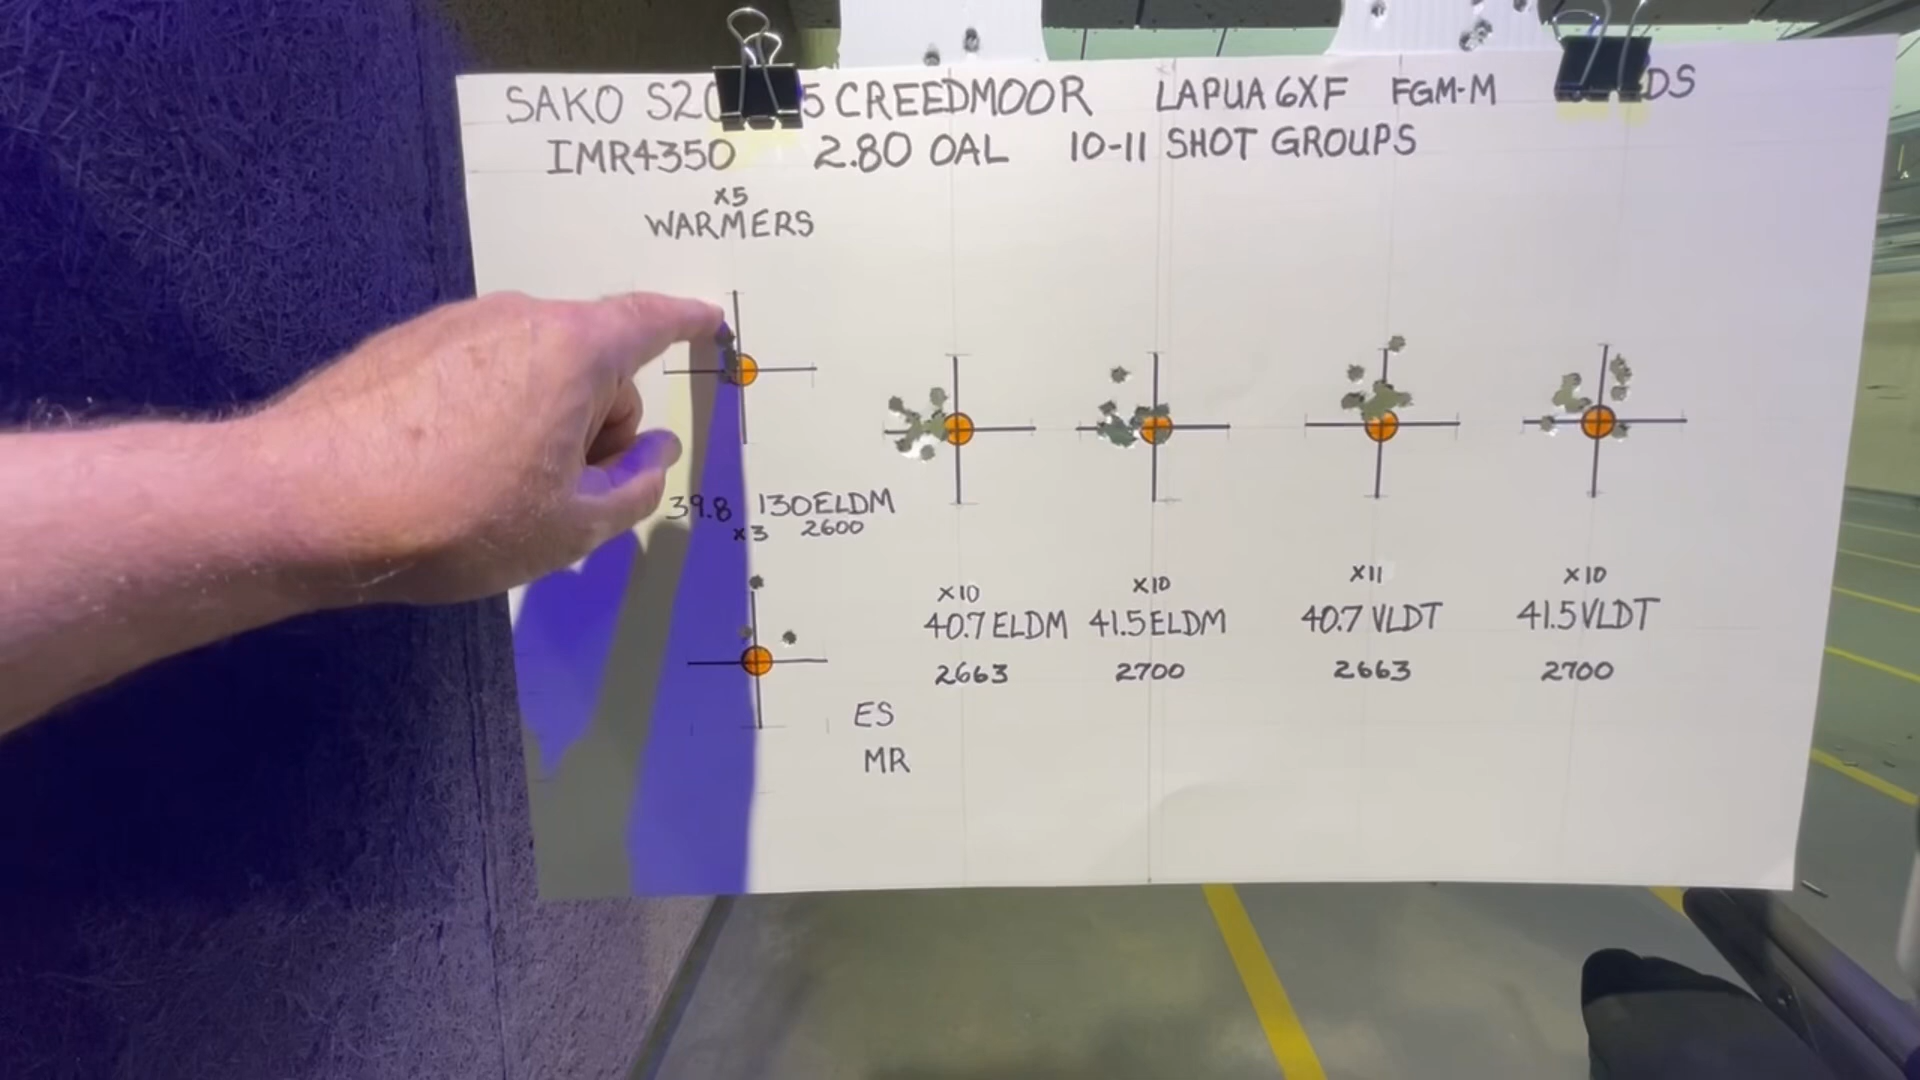 SAKO S20 5 CREEDMOOR LAPUA 6XF FGM-M DS
IMR4350 2.80 OAL 10-11 SHOT GROUPS
X5
WARMERS
39.8 130ELDM
X3 2600
X10
40.7 ELDM
2663
X10
41.5 ELDM
2700
X11
40.7 VLDT
2663
X10
41.5 VLDT
2700
ES
MR